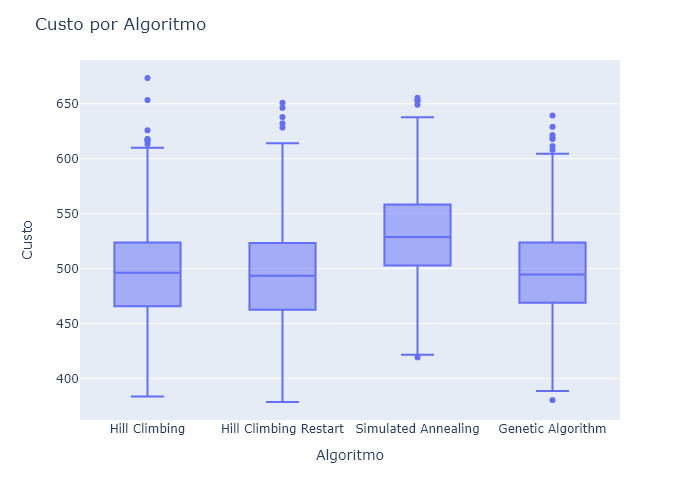 Custo por Algoritmo
Custo
650
600
550
500
450
400
Hill Climbing
Hill Climbing Restart
Simulated Annealing
Genetic Algorithm
Algoritmo